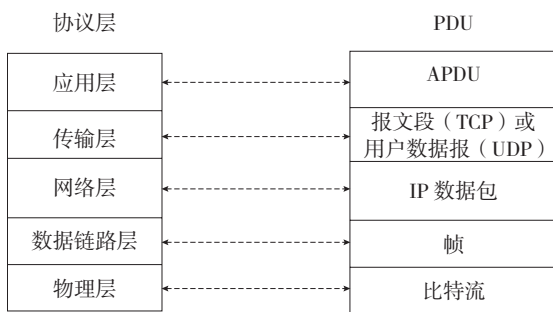 协议层
PDU
应用层
APDU
传输层
报文段（TCP）或
用户数据报（UDP）
网络层
IP 数据包
数据链路层
帧
物理层
比特流